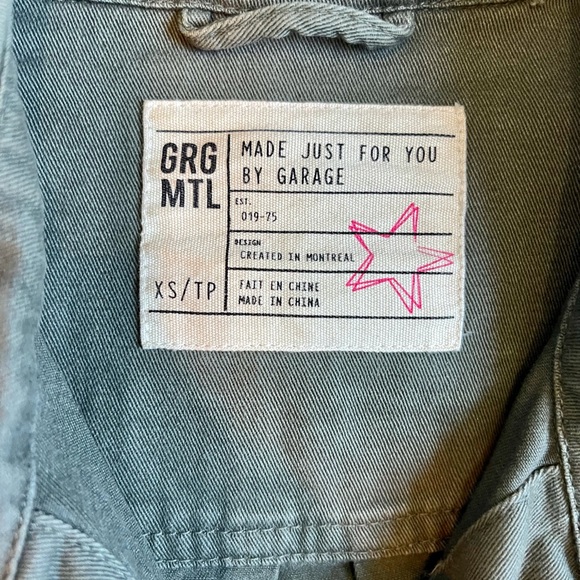 GRG
MTL
XS/TP
MADE JUST FOR YOU
BY GARAGE
EST.
019-75
DESIGN
CREATED IN MONTREAL
FAIT EN CHINE
MADE IN CHINA